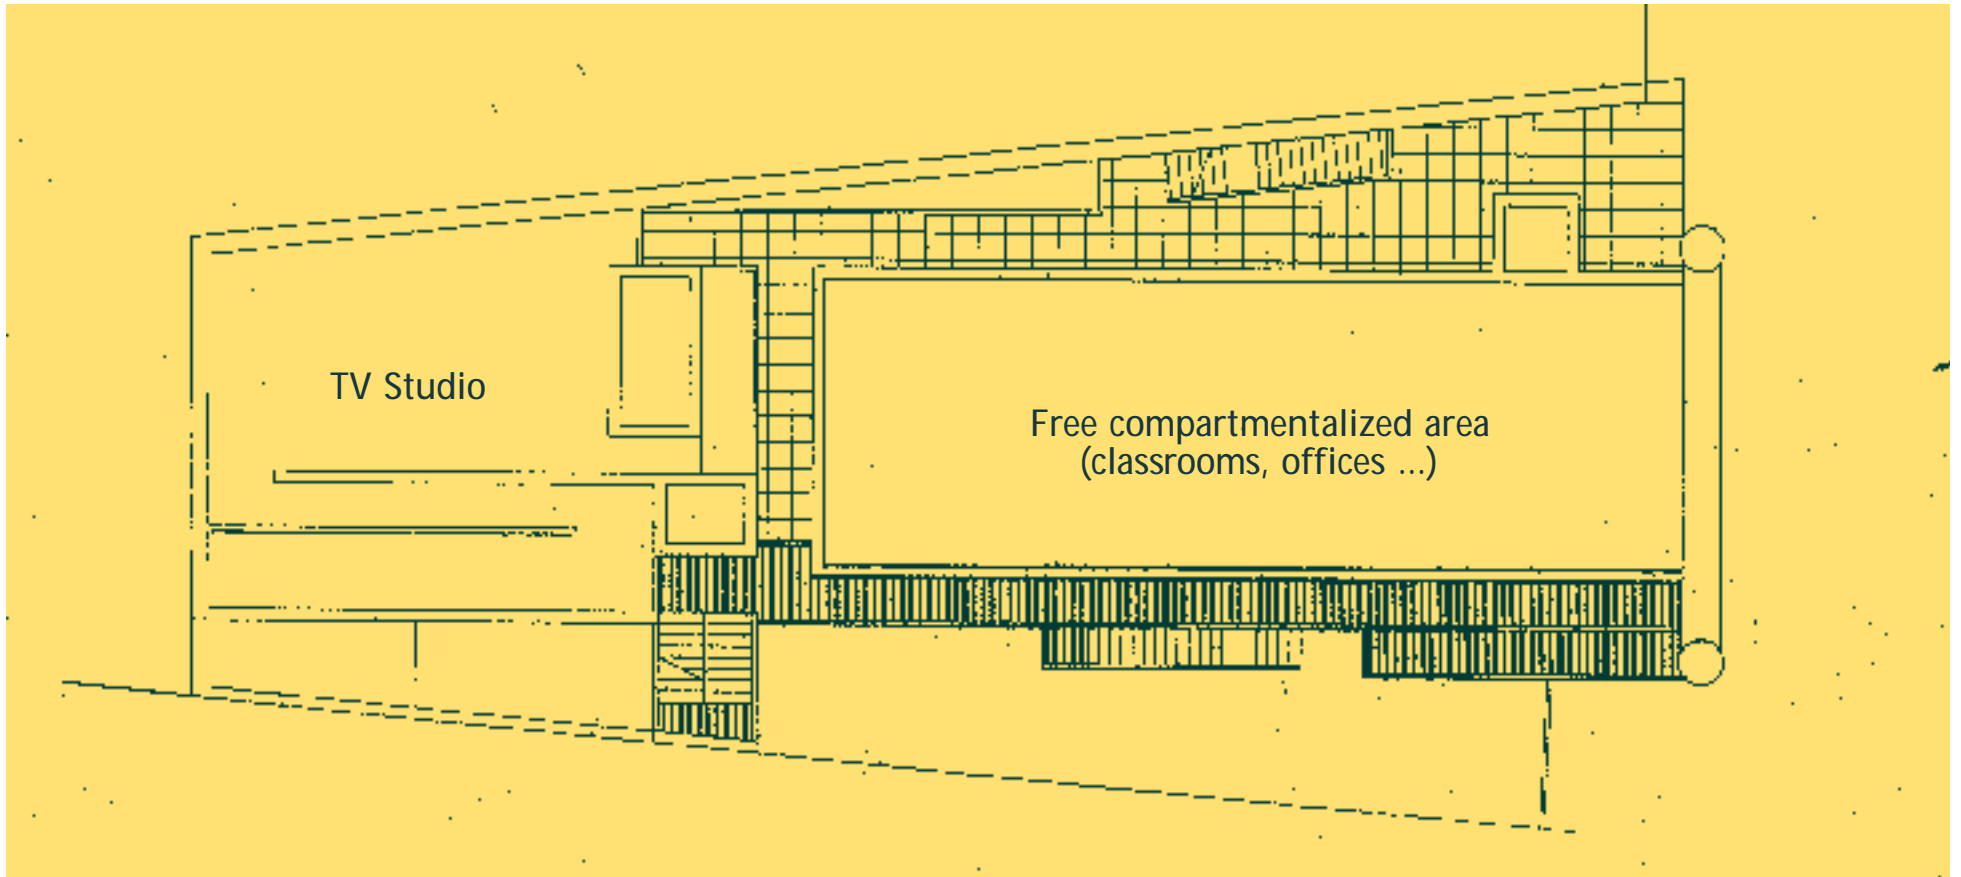 TV Studio
Free compartmentalized area
(classrooms, offices ...)